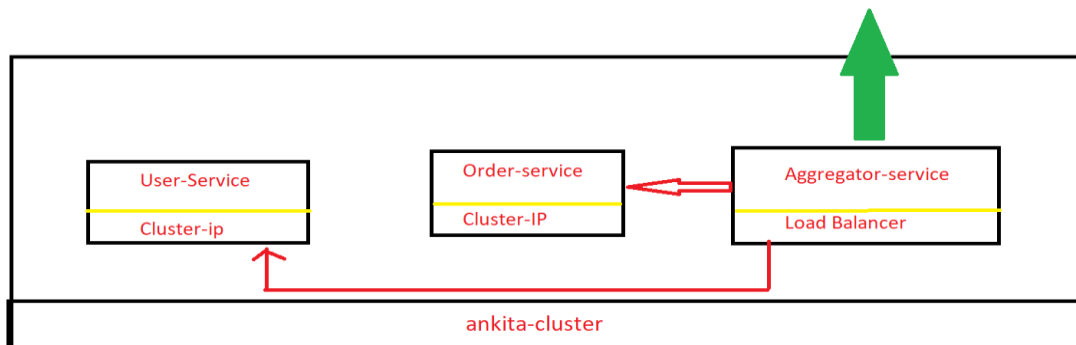 User-Service
Cluster-ip
Order-service
Cluster-IP
Aggregator-service
Load Balancer
ankita-cluster